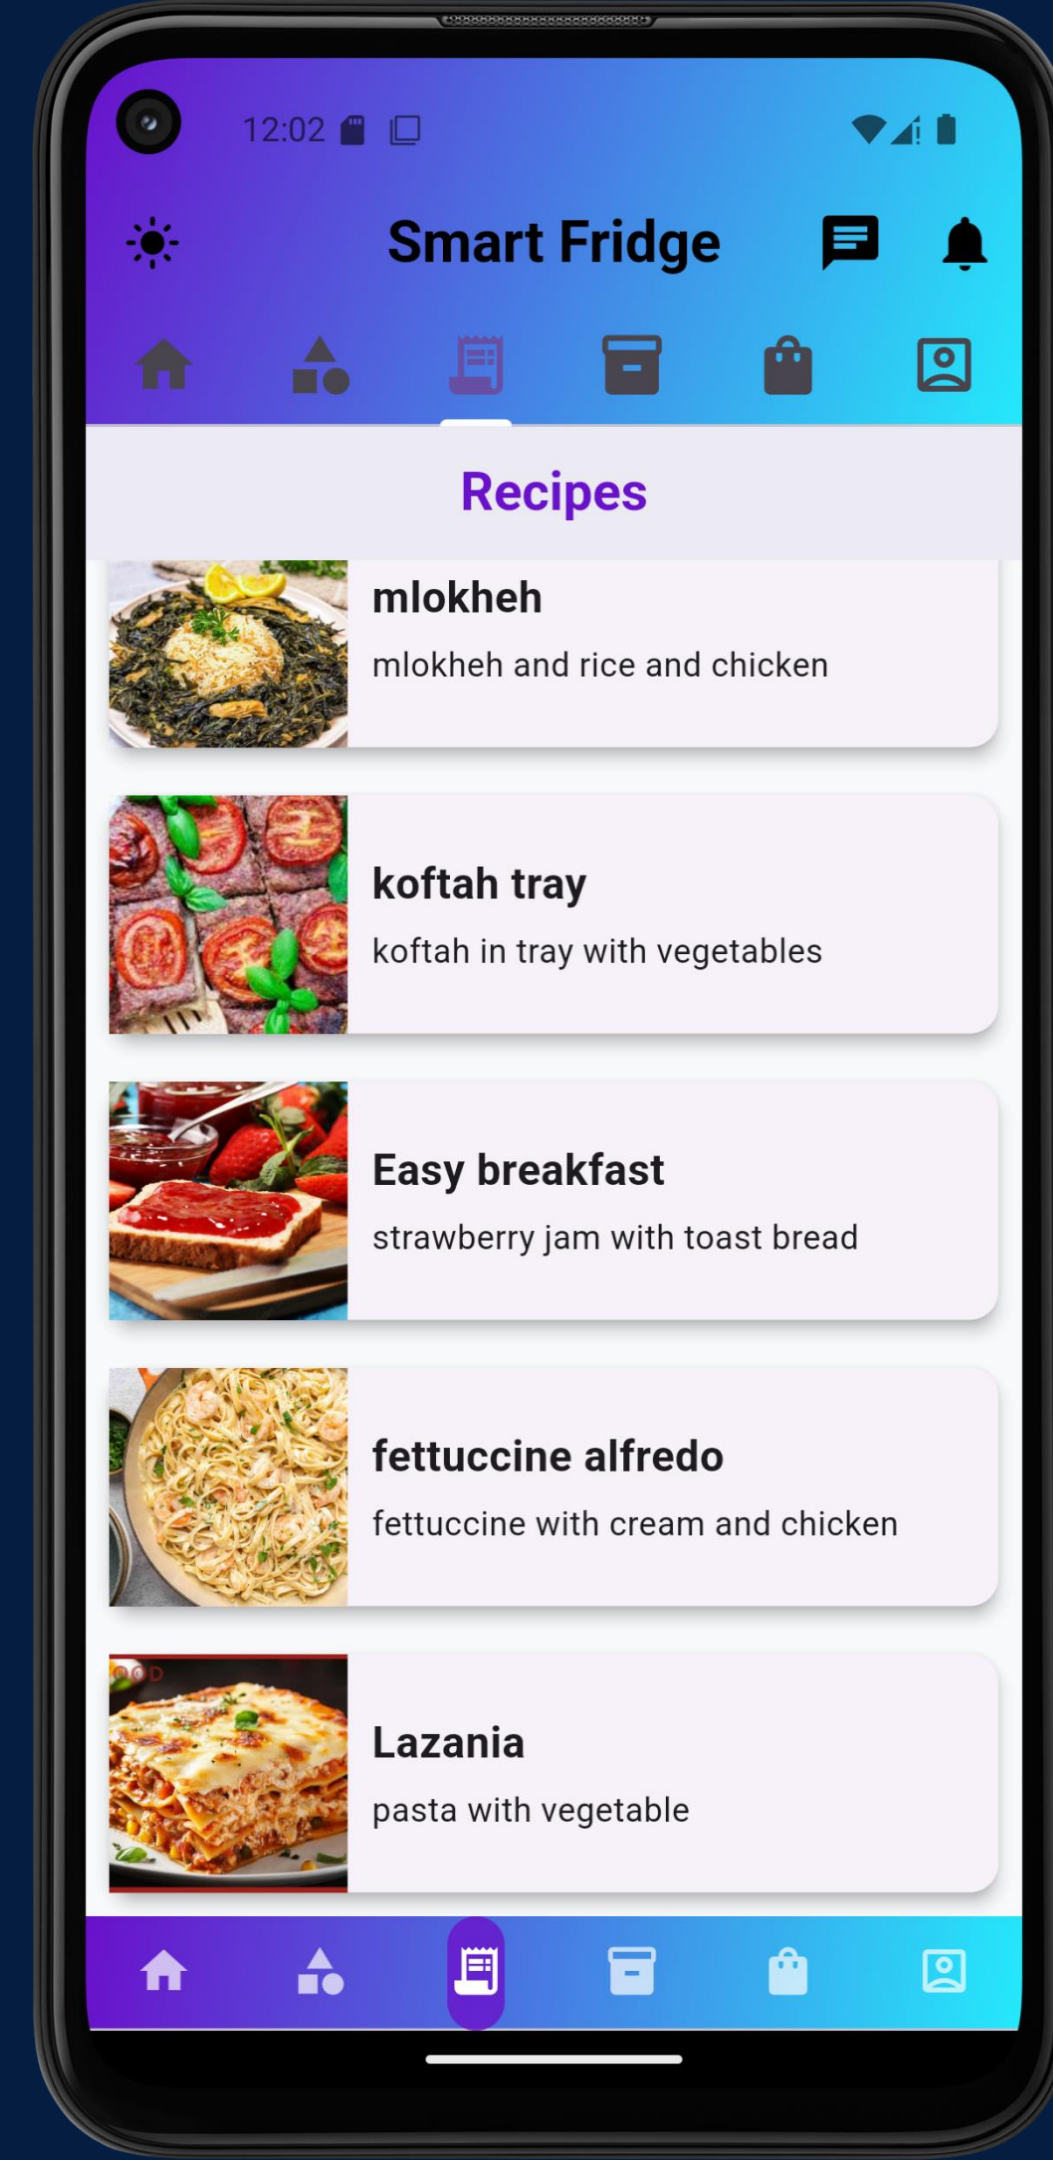 12:02
Smart Fridge
Recipes
mlokheh
mlokheh and rice and chicken
koftah tray
koftah in tray with vegetables
Easy breakfast
strawberry jam with toast bread
fettuccine alfredo
fettuccine with cream and chicken
OOD
Lazania
pasta with vegetable